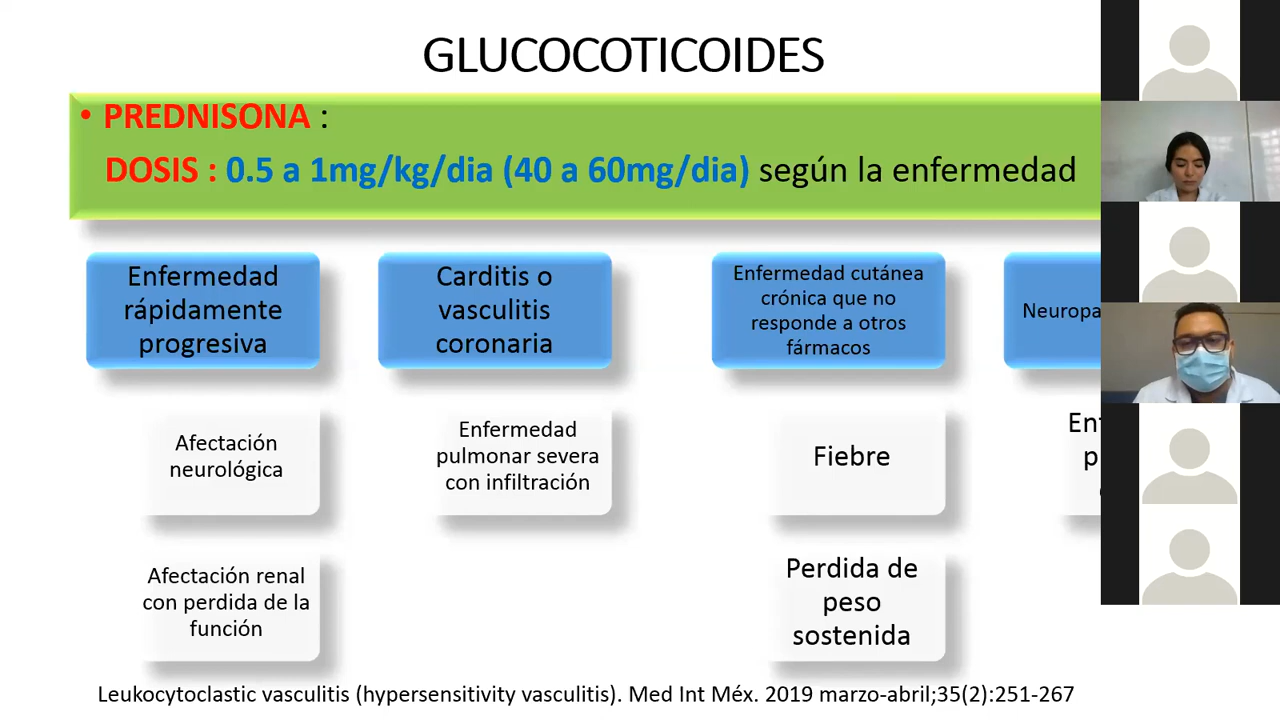 GLUCOCOTICOIDES
• PREDNISONA :
DOSIS : 0.5 a 1mg/kg/dia (40 a 60mg/dia) según la enfermedad
Enfermedad
rápidamente
progresiva
Afectación
neurológica
Afectación renal
con perdida de la
función
Carditis o
vasculitis
coronaria
Enfermedad
pulmonar severa
con infiltración
Enfermedad cutánea
crónica que no
responde a otros
fármacos
Fiebre
Perdida de
peso
sostenida
Leukocytoclastic vasculitis (hypersensitivity vasculitis). Med Int Méx. 2019 marzo-abril;35(2):251-267